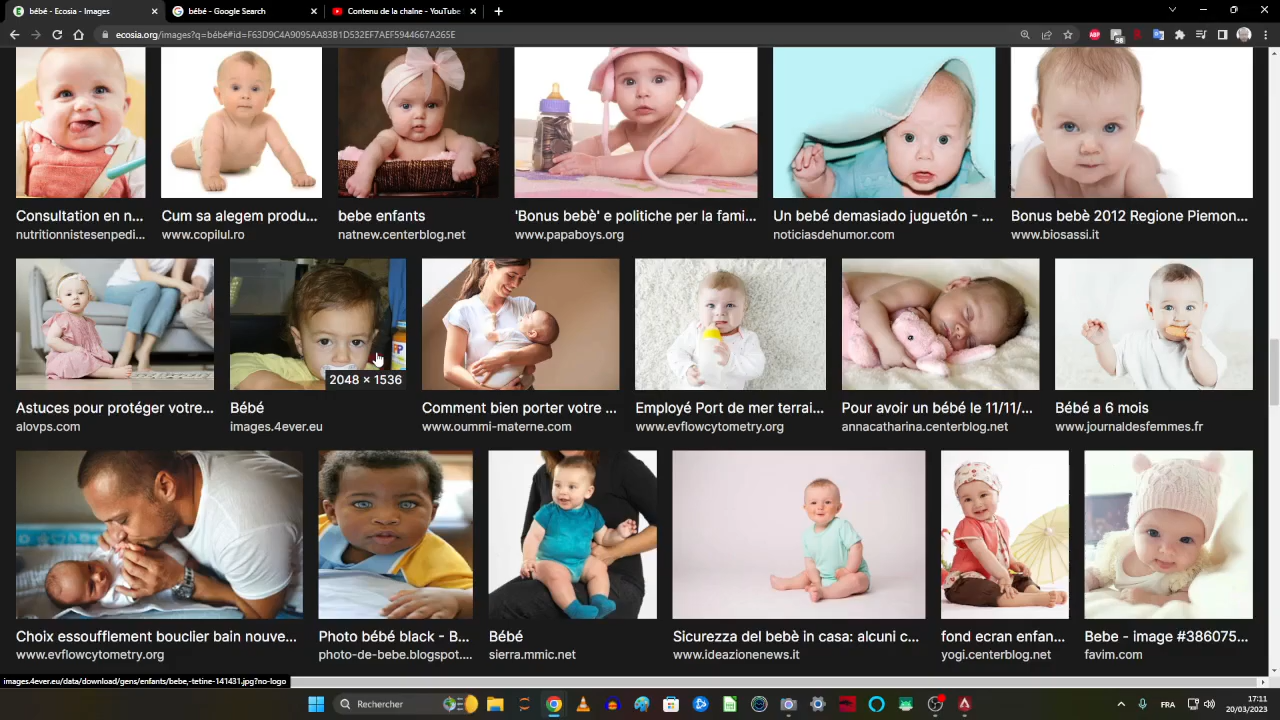 bébé - Ecosia - Images
bébé - Google Search
Contenu de la chaîne - YouTube
ecosia.org/images?q=bébé#id=F63D9C4A9095AA83B1D532EF7AEF5944667A265E
Consultation en n...
nutritionnistesenpedi...
Cum sa alegem produ...
www.copilul.ro
bebe enfants
natnew.centerblog.net
'Bonus bebè' e politiche per la fami...
www.papaboys.org
Un bebé demasiado juguetón - ...
noticiasdehumor.com
Bonus bebè 2012 Regione Piemon...
www.biosassi.it
2048 × 1536
Astuces pour protéger votre...
alovps.com
Bébé
images.4ever.eu
Comment bien porter votre ...
www.oummi-materne.com
Employé Port de mer terrai...
www.evflowcytometry.org
Pour avoir un bébé le 11/11/...
annacatharina.centerblog.net
Bébé a 6 mois
www.journaldesfemmes.fr
Choix essoufflement bouclier bain nouve...
www.evflowcytometry.org
Photo bébé black - B...
photo-de-bebe.blogspot....
Bébé
sierra.mmic.net
Sicurezza del bebè in casa: alcuni c...
www.ideazionenews.it
fond ecran enfan...
yogi.centerblog.net
Bebe - image #386075...
favim.com
images.4ever.eu/data/download/gens/enfants/bebe,-tetine-141431.jpg?no-logo
Rechercher
FRA
17:11
20/03/2023